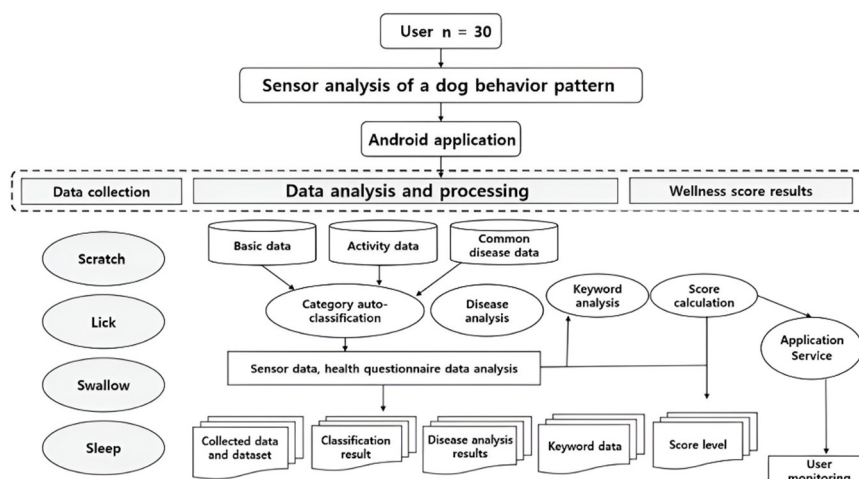 User n = 30
Sensor analysis of a dog behavior pattern
Android application
Data collection
Data analysis and processing
Wellness score results
Basic data
Activity data
Common
disease data
Scratch
Lick
Swallow
Sleep
Category auto-
classification
Disease
analysis
Keyword
analysis
Score
calculation
Application
Service
Sensor data, health questionnaire data analysis
Collected data
and dataset
Classification
result
Disease analysis
results
Keyword data
Score level
User
monitoring